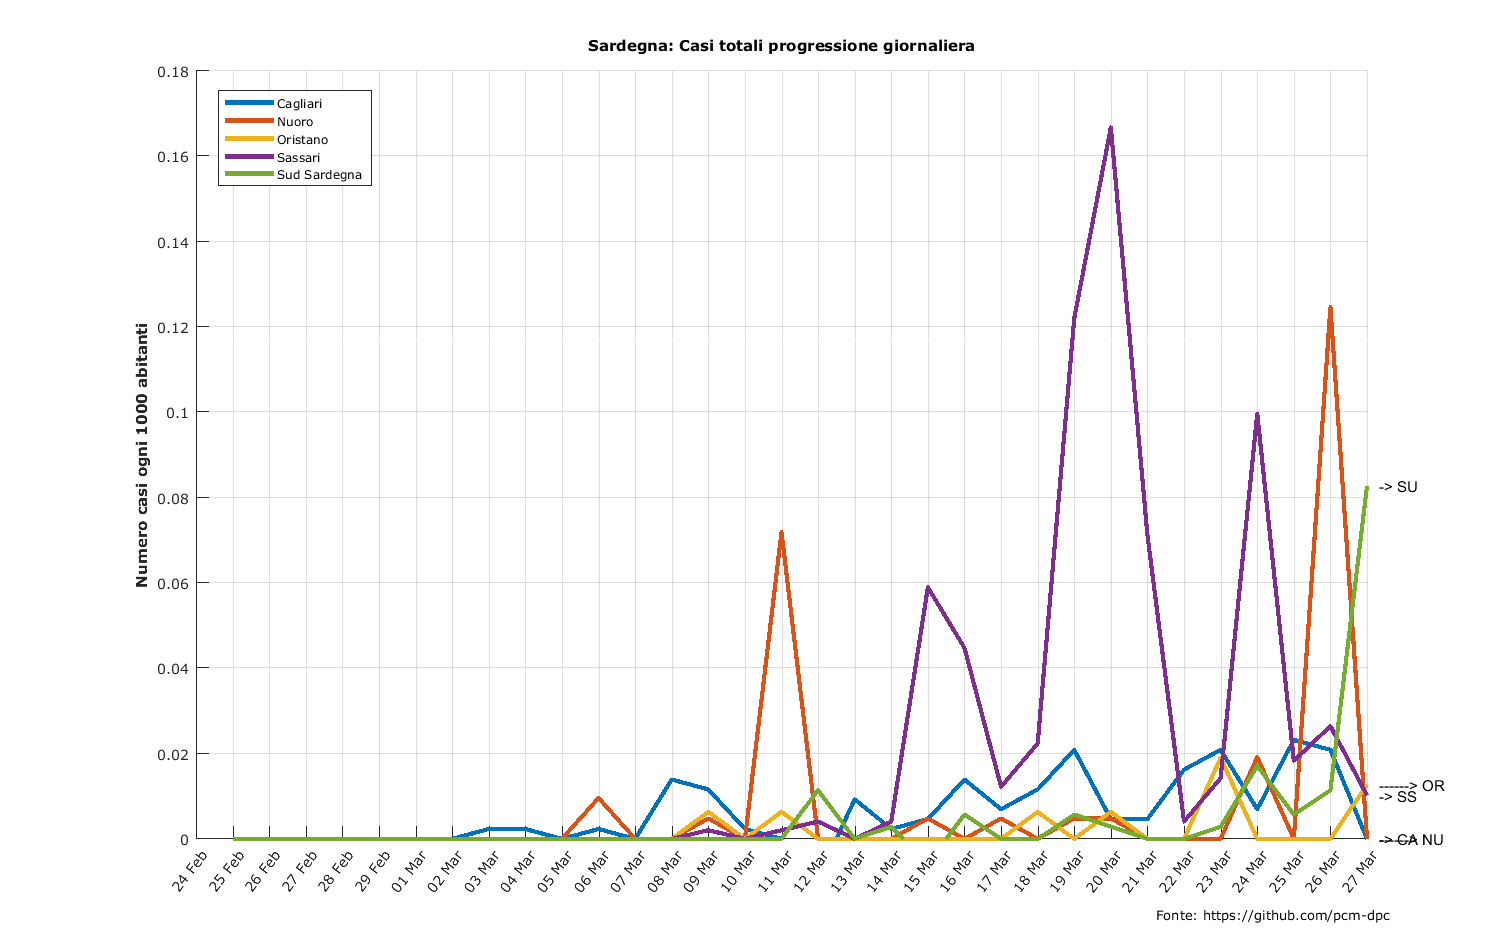 Sardegna: Casi totali progressione giornaliera
0.18
0.16
0.14
0.12
0.1
0.08
0.06
0.04
0.02
0
Numero casi ogni 1000 abitanti
Cagliari
Nuoro
Oristano
Sassari
Sud Sardegna
-> SU
------> OR
-> SS
-> CA NU
24 Feb
25 Feb
26 Feb
27 Feb
28 Feb
29 Feb
01 Mar
02 Mar
03 Mar
04 Mar
05 Mar
06 Mar
07 Mar
08 Mar
09 Mar
10 Mar
11 Mar
12 Mar
13 Mar
14 Mar
15 Mar
16 Mar
17 Mar
18 Mar
19 Mar
20 Mar
21 Mar
22 Mar
23 Mar
24 Mar
25 Mar
26 Mar
27 Mar
Fonte: https://github.com/pcm-dpc